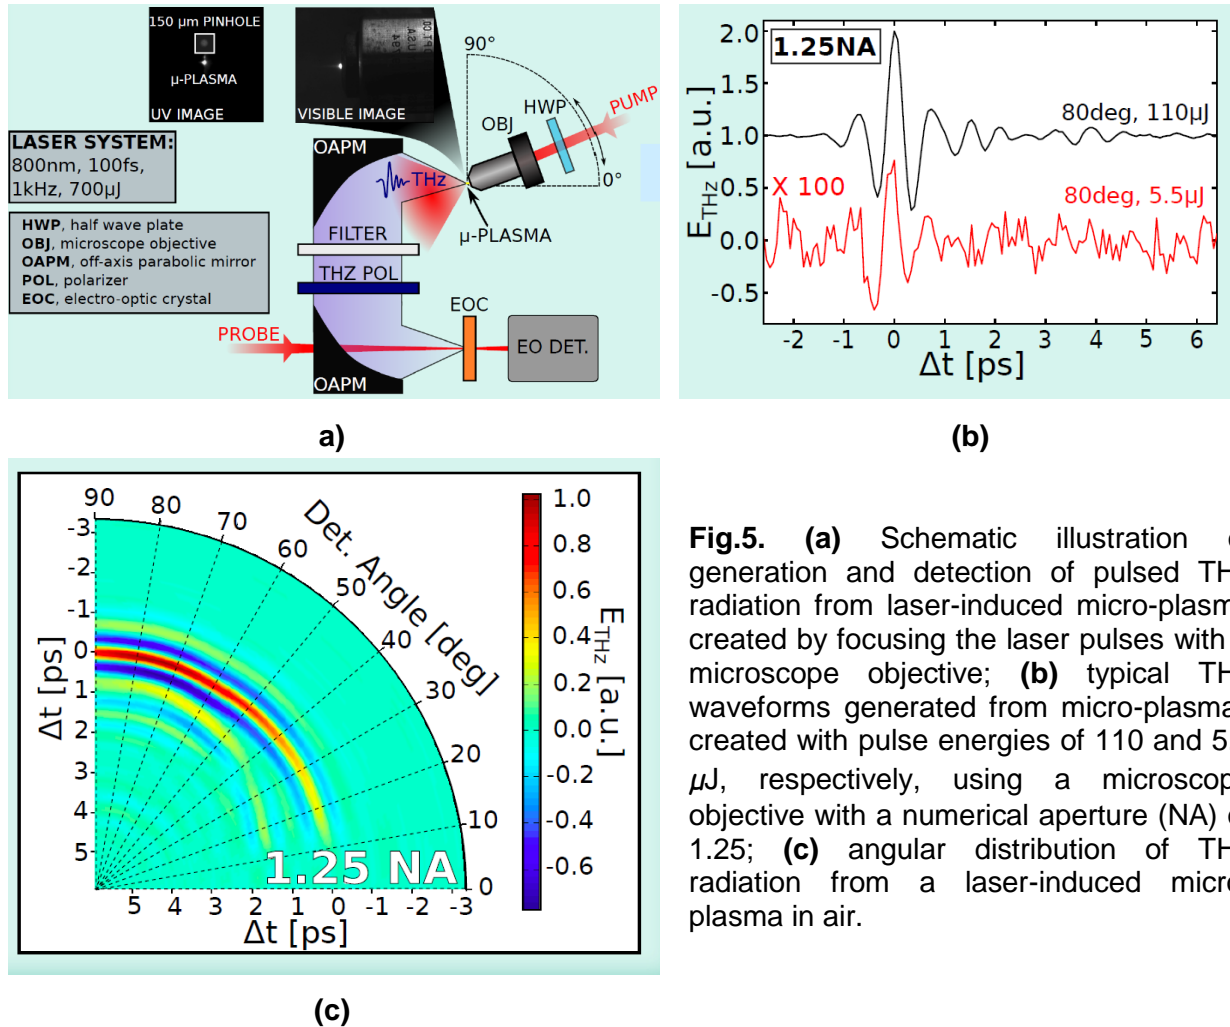 150 µm PINHOLE
µ-PLASMA
UV IMAGE
VISIBLE IMAGE
90°
HWP
PUMP
OBJ
0°
LASER SYSTEM:
800nm, 100fs,
1kHz, 700µJ
OAPM
THz
µ-PLASMA
HWP, half wave plate
OBJ, microscope objective
OAPM, off-axis parabolic mirror
POL, polarizer
EOC, electro-optic crystal
FILTER
THZ POL
EOC
PROBE
EO DET.
OAPM
a)
1.25NA
80deg, 110µJ
X 100
80deg, 5.5µJ
E_THz [a.u.]
2.0
1.5
1.0
0.5
0.0
-0.5
-2 -1 0 1 2 3 4 5 6
Δt [ps]
(b)
90 80 70 60 50 40 30 20 10 0
Det. Angle [deg]
-3
-2
-1
0
1
2
3
4
5
Δt [ps]
5 4 3 2 1 0 -1 -2 -3
Δt [ps]
1.25 NA
1.0
0.8
0.6
0.4
0.2
0.0
-0.2
-0.4
-0.6
E_THz [a.u.]
(c)
Fig.5. (a) Schematic illustration
generation and detection of pulsed TH
radiation from laser-induced micro-plasm
created by focusing the laser pulses with
microscope objective; (b) typical TH
waveforms generated from micro-plasma
created with pulse energies of 110 and 5
µJ, respectively, using a microscop
objective with a numerical aperture (NA)
1.25; (c) angular distribution of TH
radiation from a laser-induced micro
plasma in air.